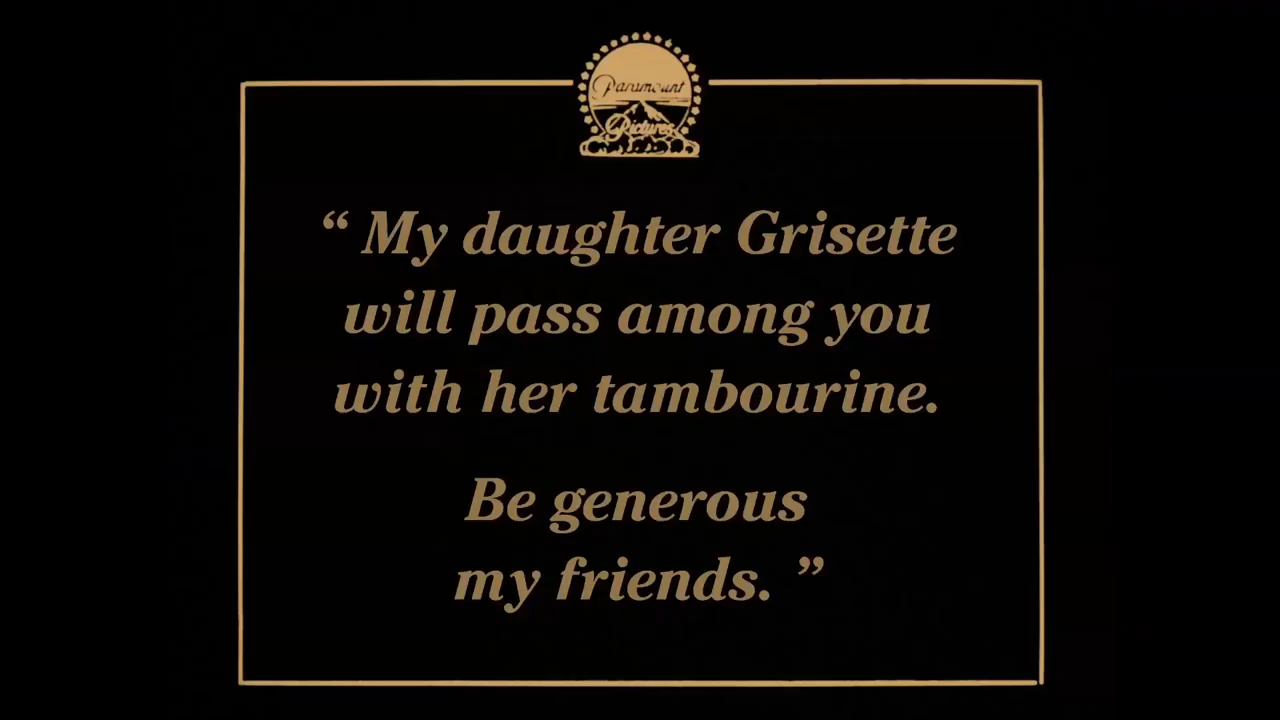 Paramount
Pictures
“ My daughter Grisette
will pass among you
with her tambourine.
Be generous
my friends. ”